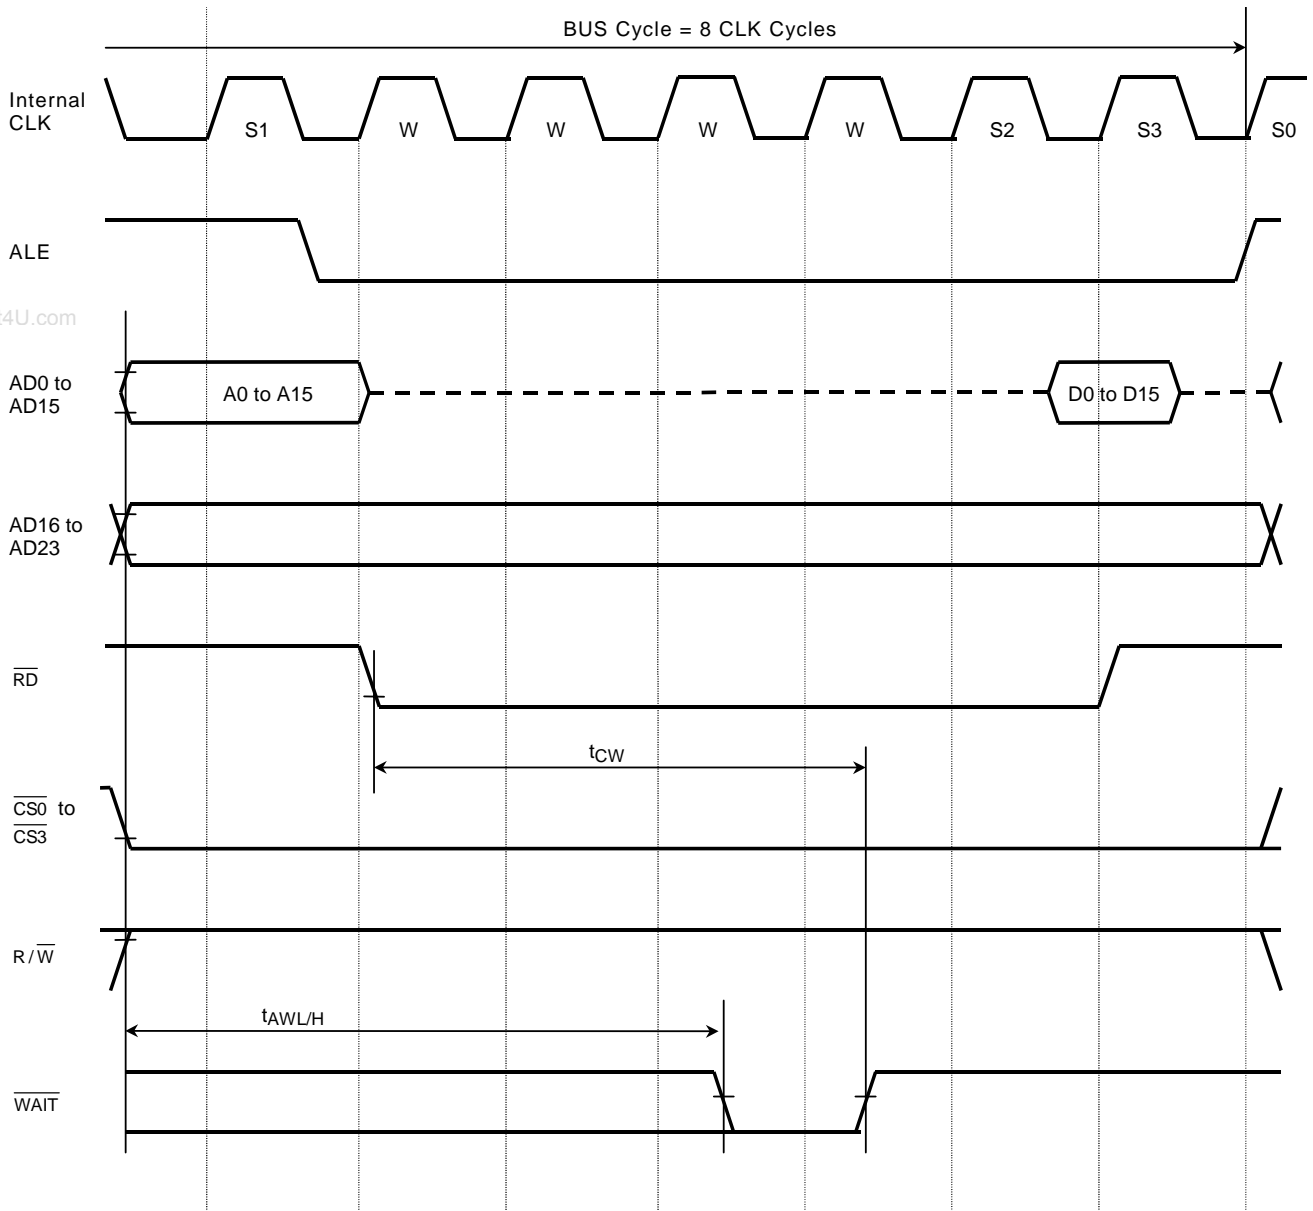 BUS Cycle = 8 CLK Cycles
Internal
CLK
S1 W W W W S2 S3 S0
ALE
t4U.com
AD0 to
AD15
A0 to A15
D0 to D15
AD16 to
AD23
RD
tCW
CS0 to
CS3
R/W
tAWL/H
WAIT